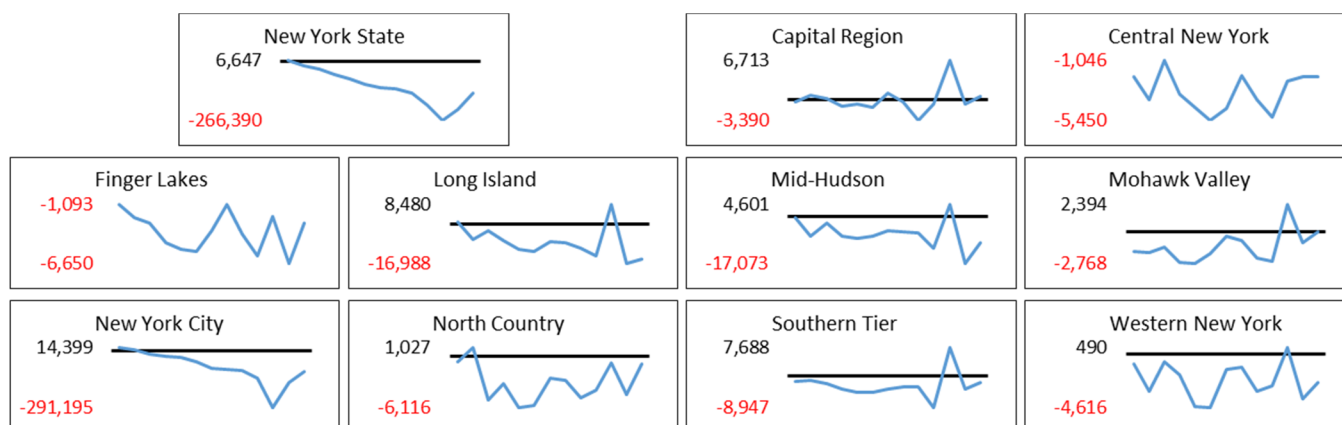 New York State
6,647
-266,390
Capital Region
6,713
-3,390
Central New York
-1,046
-5,450
Finger Lakes
-1,093
-6,650
Long Island
8,480
-16,988
Mid-Hudson
4,601
-17,073
Mohawk Valley
2,394
-2,768
New York City
14,399
-291,195
North Country
1,027
-6,116
Southern Tier
7,688
-8,947
Western New York
490
-4,616